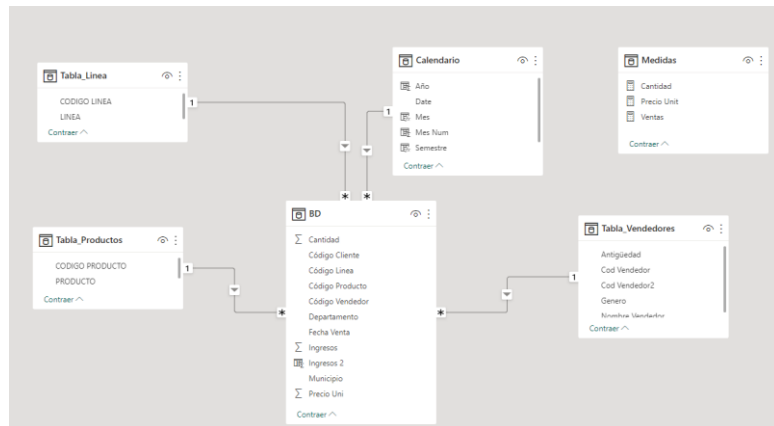 Tabla_Linea
CODIGO LINEA
LINEA
Contraer
1
Calendario
Año
Date
Mes
Mes Num
Semestre
Contraer
1
Medidas
Cantidad
Precio Unit
Ventas
Contraer
* *
Tabla_Productos
CODIGO PRODUCTO
PRODUCTO
Contraer
1
*
BD
Σ Cantidad
Código Cliente
Código Linea
Código Producto
Código Vendedor
Departamento
Fecha Venta
Σ Ingresos
Ingresos 2
Municipio
Σ Precio Uni
Contraer
*
1
Tabla_Vendedores
Antigüedad
Cod Vendedor
Cod Vendedor2
Genero
Nombre Vendedor
Contraer